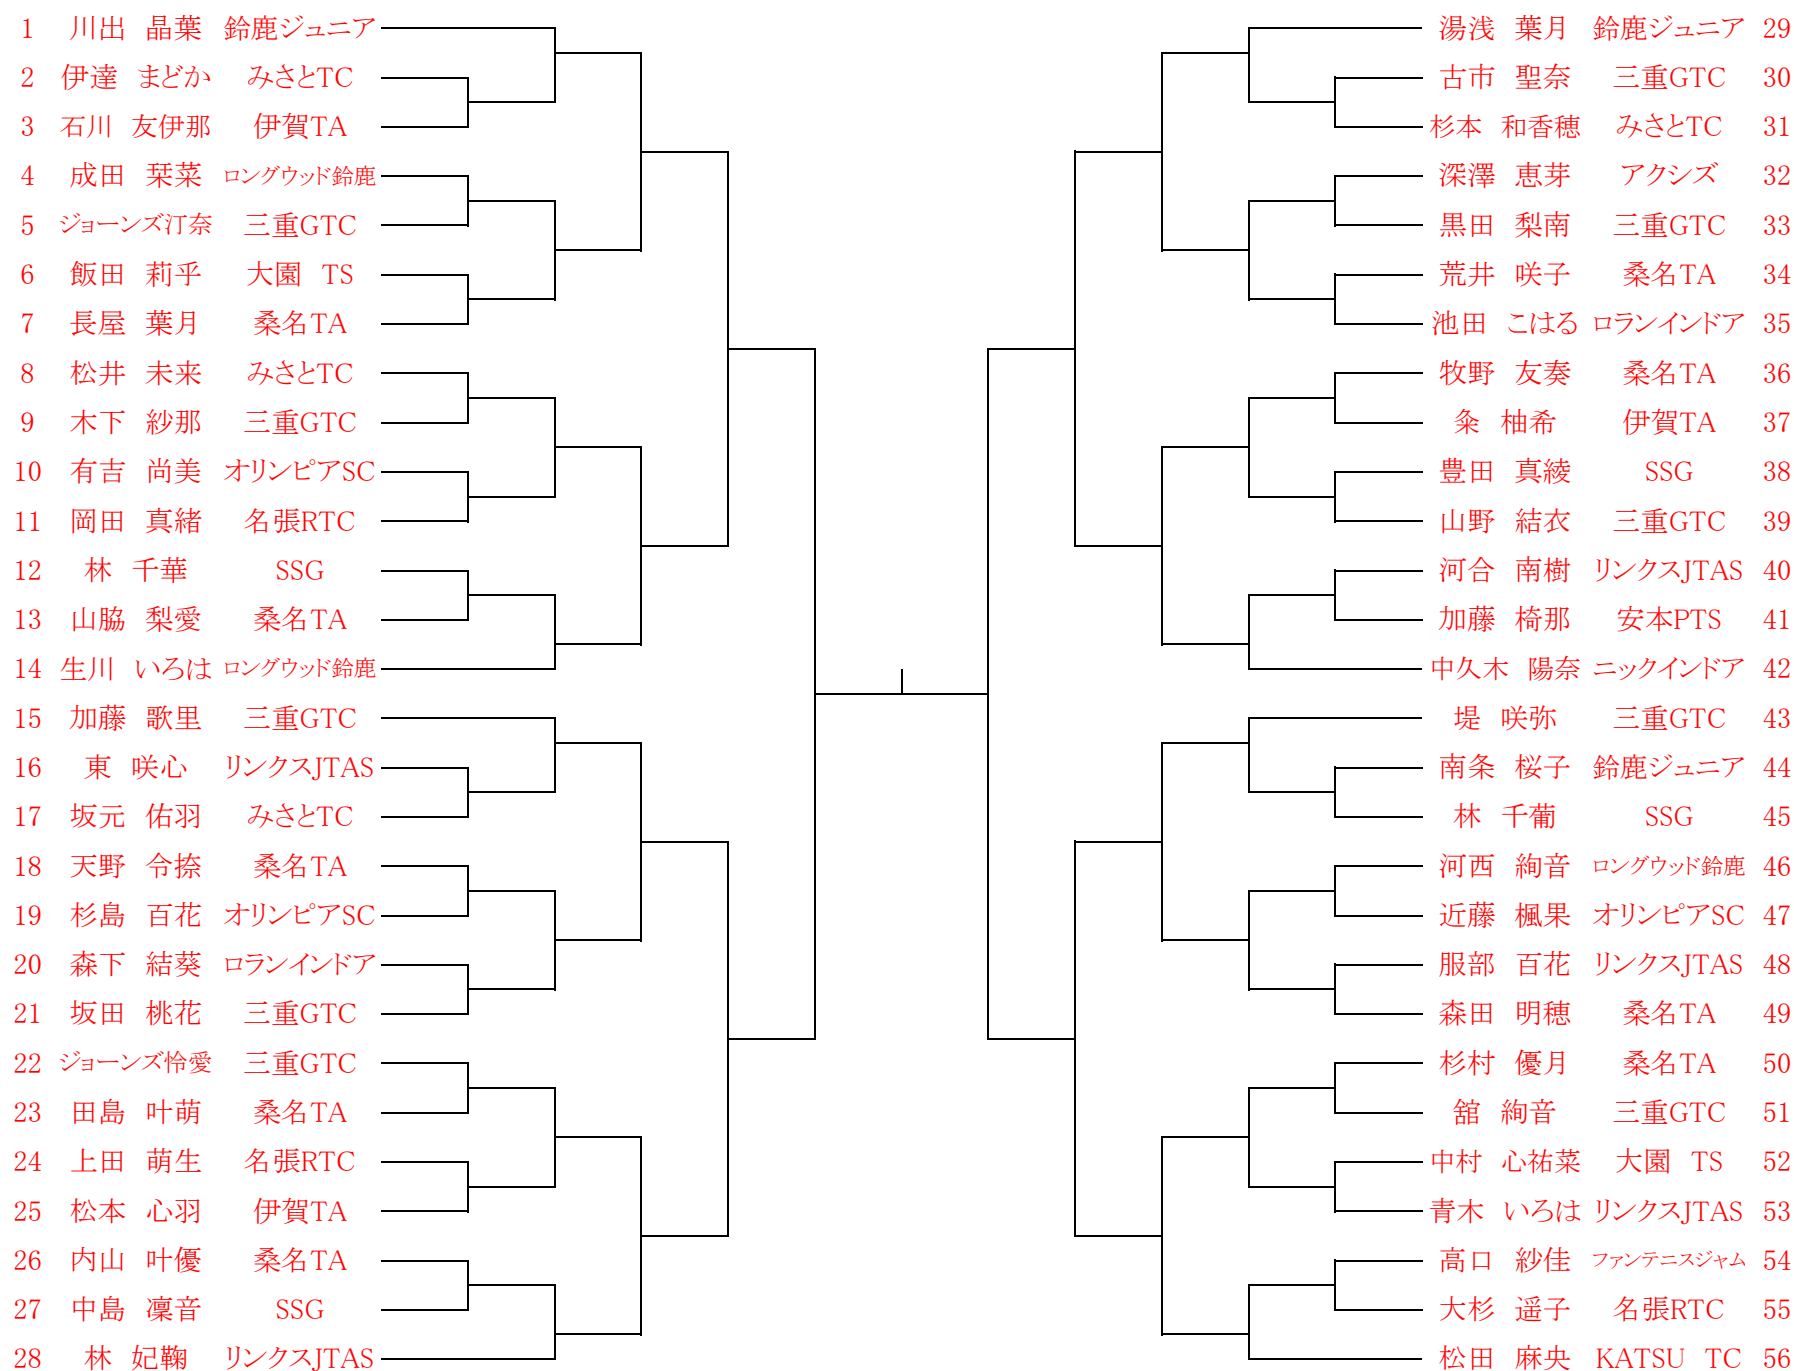 1 川出 晶葉 鈴鹿ジュニア
2 伊達 まどか みさとTC
3 石川 友伊那 伊賀TA
4 成田 栞菜 ロングウッド鈴鹿
5 ジョーンズ汀奈 三重GTC
6 飯田 莉乎 大園 TS
7 長屋 葉月 桑名TA
8 松井 未来 みさとTC
9 木下 紗那 三重GTC
10 有吉 尚美 オリンピアSC
11 岡田 真緒 名張RTC
12 林 千華 SSG
13 山脇 梨愛 桑名TA
14 生川 いろは ロングウッド鈴鹿
15 加藤 歌里 三重GTC
16 東 咲心 リンクスJTAS
17 坂元 佑羽 みさとTC
18 天野 令捺 桑名TA
19 杉島 百花 オリンピアSC
20 森下 結葵 ロランインドア
21 坂田 桃花 三重GTC
22 ジョーンズ怜愛 三重GTC
23 田島 叶萌 桑名TA
24 上田 萌生 名張RTC
25 松本 心羽 伊賀TA
26 内山 叶優 桑名TA
27 中島 凜音 SSG
28 林 妃鞠 リンクスJTAS
湯浅 葉月 鈴鹿ジュニア 29
古市 聖奈 三重GTC 30
杉本 和香穂 みさとTC 31
深澤 恵芽 アクシズ 32
黒田 梨南 三重GTC 33
荒井 咲子 桑名TA 34
池田 こはる ロランインドア 35
牧野 友奏 桑名TA 36
粂 柚希 伊賀TA 37
豊田 真綾 SSG 38
山野 結衣 三重GTC 39
河合 南樹 リンクスJTAS 40
加藤 椅那 安本PTS 41
中久木 陽奈 ニックインドア 42
堤 咲弥 三重GTC 43
南条 桜子 鈴鹿ジュニア 44
林 千葡 SSG 45
河西 絢音 ロングウッド鈴鹿 46
近藤 楓果 オリンピアSC 47
服部 百花 リンクスJTAS 48
森田 明穂 桑名TA 49
杉村 優月 桑名TA 50
舘 絢音 三重GTC 51
中村 心祐菜 大園 TS 52
青木 いろは リンクスJTAS 53
高口 紗佳 ファンテニスジャム 54
大杉 遥子 名張RTC 55
松田 麻央 KATSU TC 56